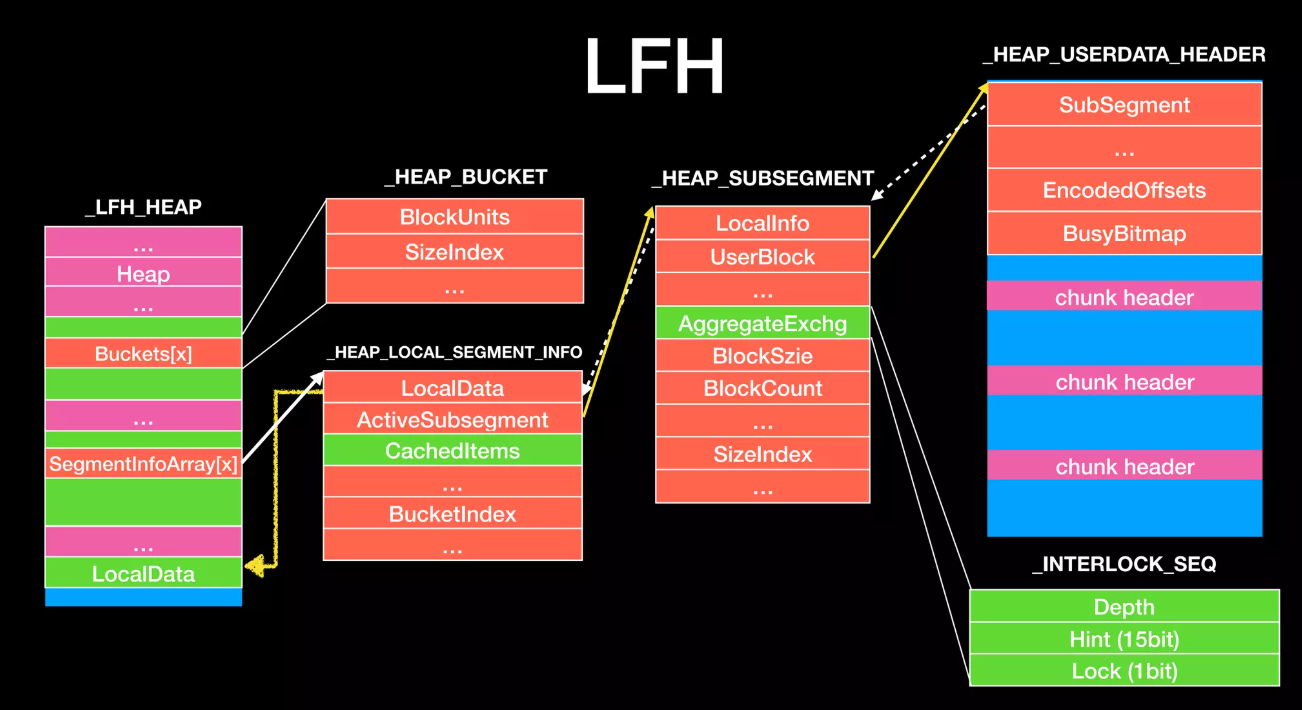 LFH
_LFH_HEAP
...
Heap
...
Buckets[x]
...
SegmentInfoArray[x]
...
LocalData
_HEAP_BUCKET
BlockUnits
SizeIndex
...
_HEAP_LOCAL_SEGMENT_INFO
LocalData
ActiveSubsegment
CachedItems
...
BucketIndex
...
_HEAP_SUBSEGMENT
LocalInfo
UserBlock
...
AggregateExchg
BlockSzie
BlockCount
...
SizeIndex
...
_HEAP_USERDATA_HEADER
SubSegment
...
EncodedOffsets
BusyBitmap
chunk header
chunk header
chunk header
_INTERLOCK_SEQ
Depth
Hint (15bit)
Lock (1bit)